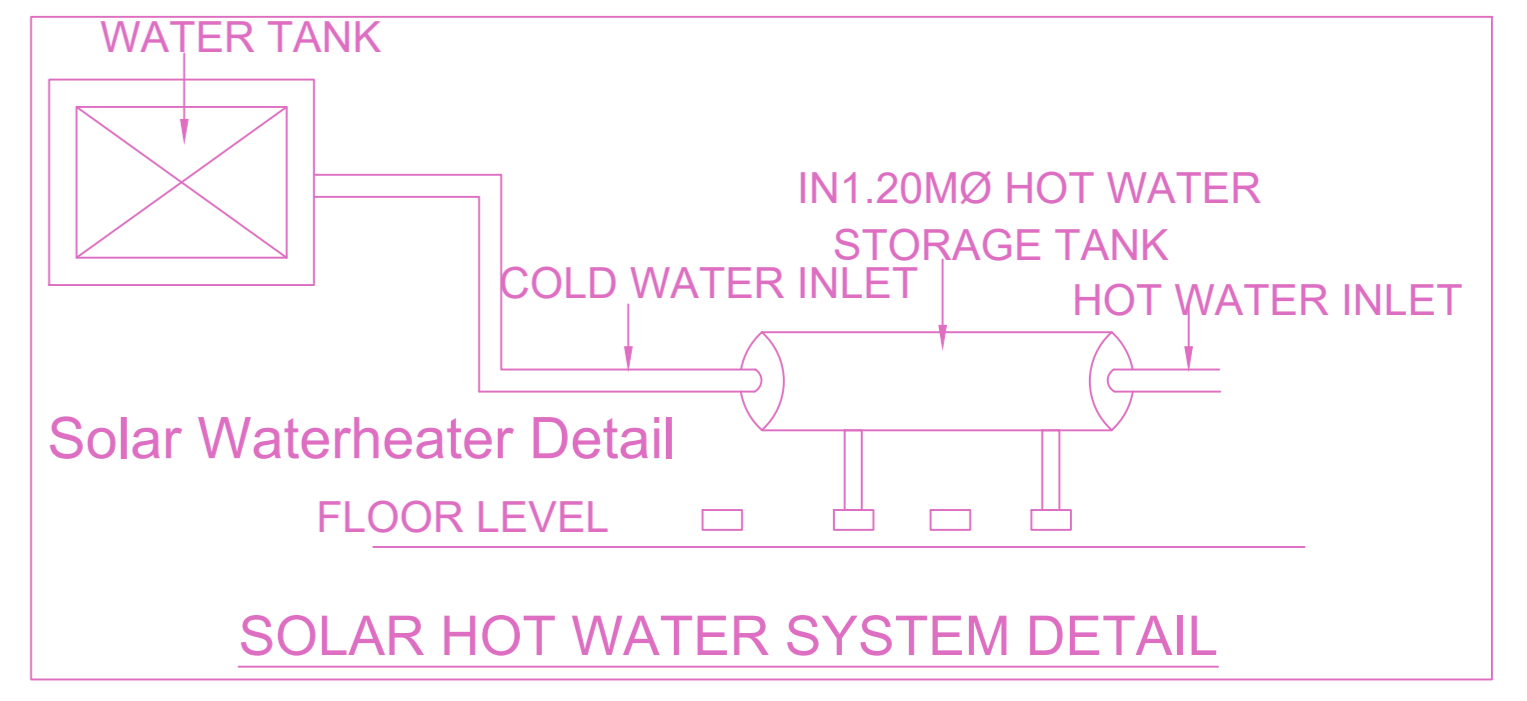 WATER TANK
IN1.20MØ HOT WATER
STORAGE TANK
COLD WATER INLET
HOT WATER INLET
Solar Waterheater Detail
FLOOR LEVEL
SOLAR HOT WATER SYSTEM DETAIL